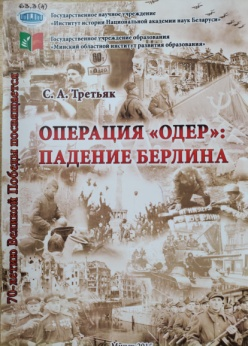 63.3(4)
Государственное научное учреждение
«Институт истории Национальной академии наук Беларуси»
Государственное учреждение образования
«Минский областной институт развития образования»
С. А. Третьяк
ОПЕРАЦИЯ «ОДЕР»:
ПАДЕНИЕ БЕРЛИНА
70-летию Великой Победы посвящается